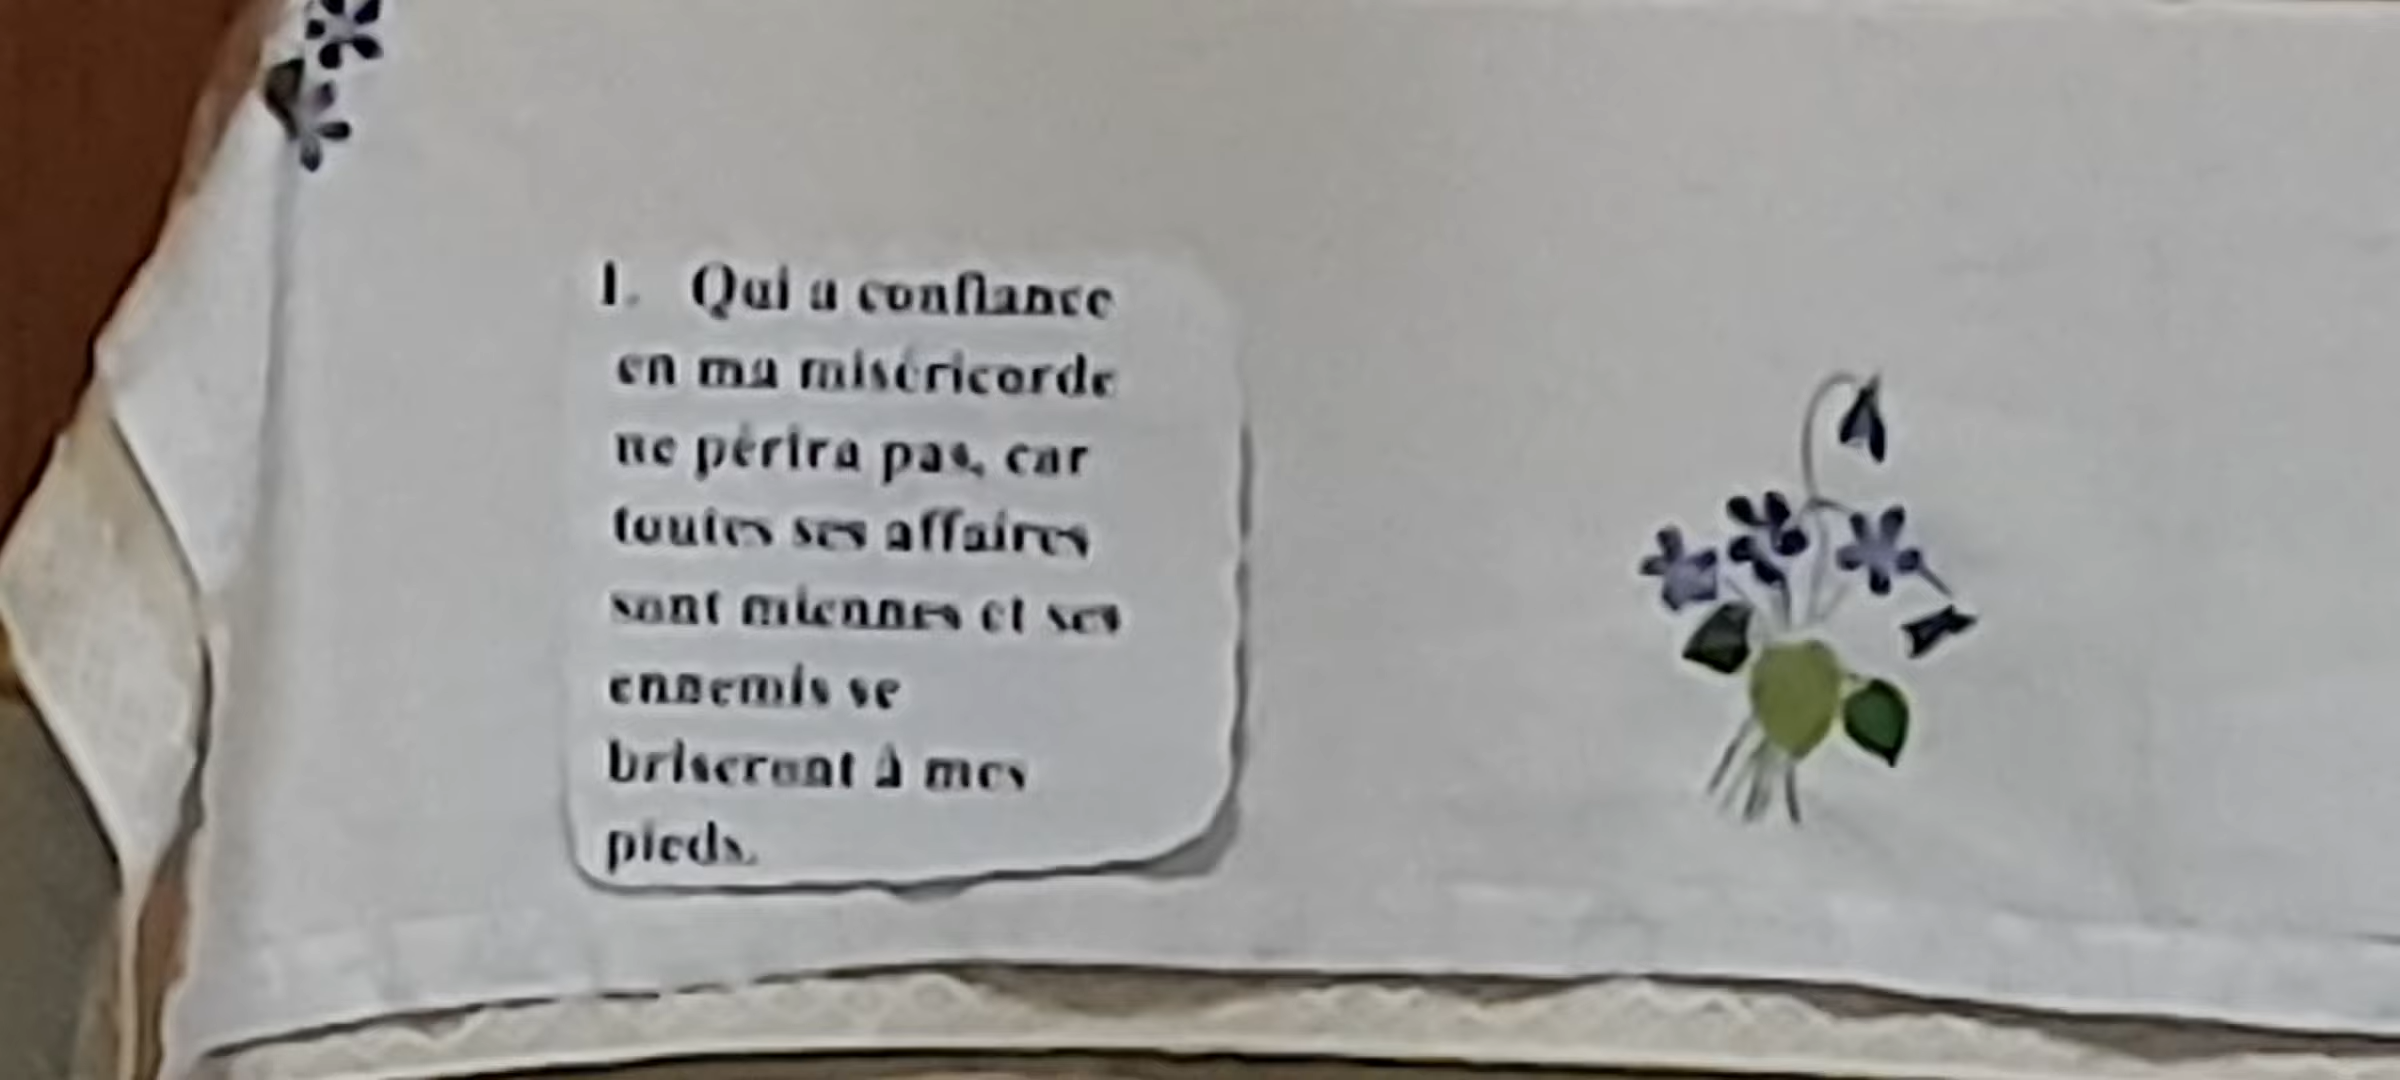 1. Qui a confiance
en ma miséricorde
ne périra pas, car
toutes ses affaires
sont miennes et ses
ennemis se
briseront à mes
pieds.